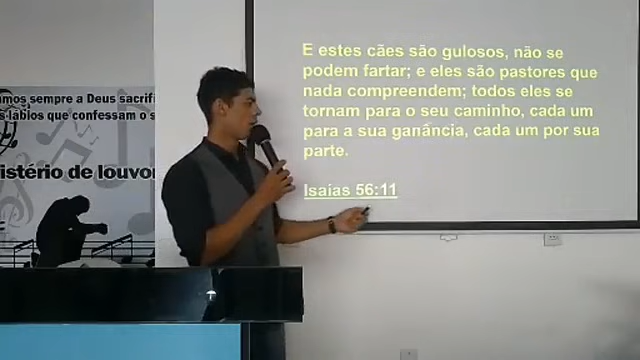 E estes cães são gulosos, não se
podem fartar; e eles são pastores que
nada compreendem; todos eles se
tornam para o seu caminho, cada um
para a sua ganância, cada um por sua
parte.
Isaías 56:11
amos sempre a Deus sacrifí
s lábios que confessam o s
istério de louvor